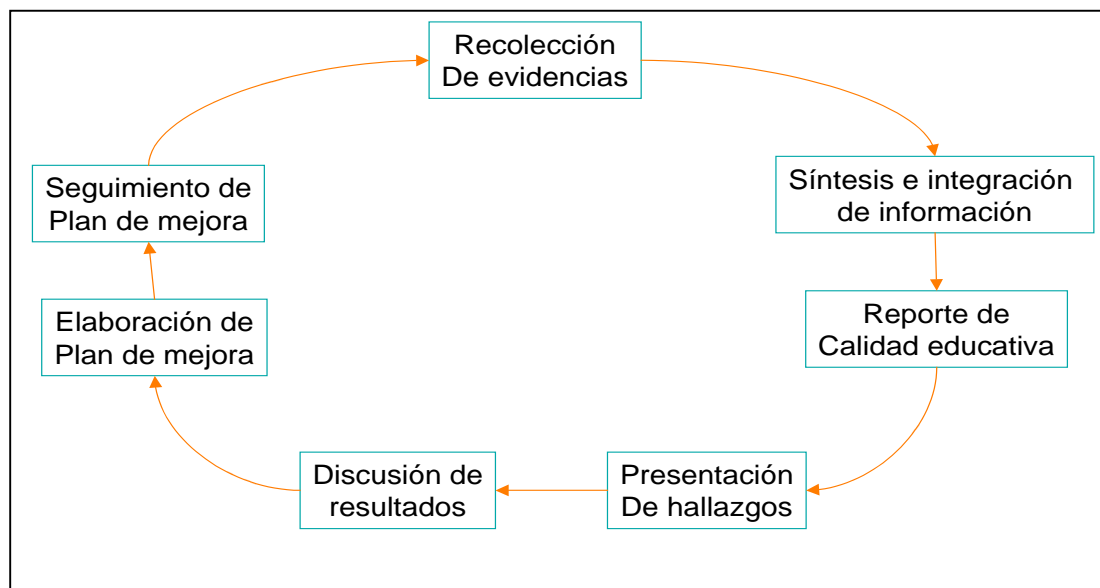 Recolección
De evidencias
Síntesis e integración
de información
Reporte de
Calidad educativa
Presentación
De hallazgos
Discusión de
resultados
Elaboración de
Plan de mejora
Seguimiento de
Plan de mejora